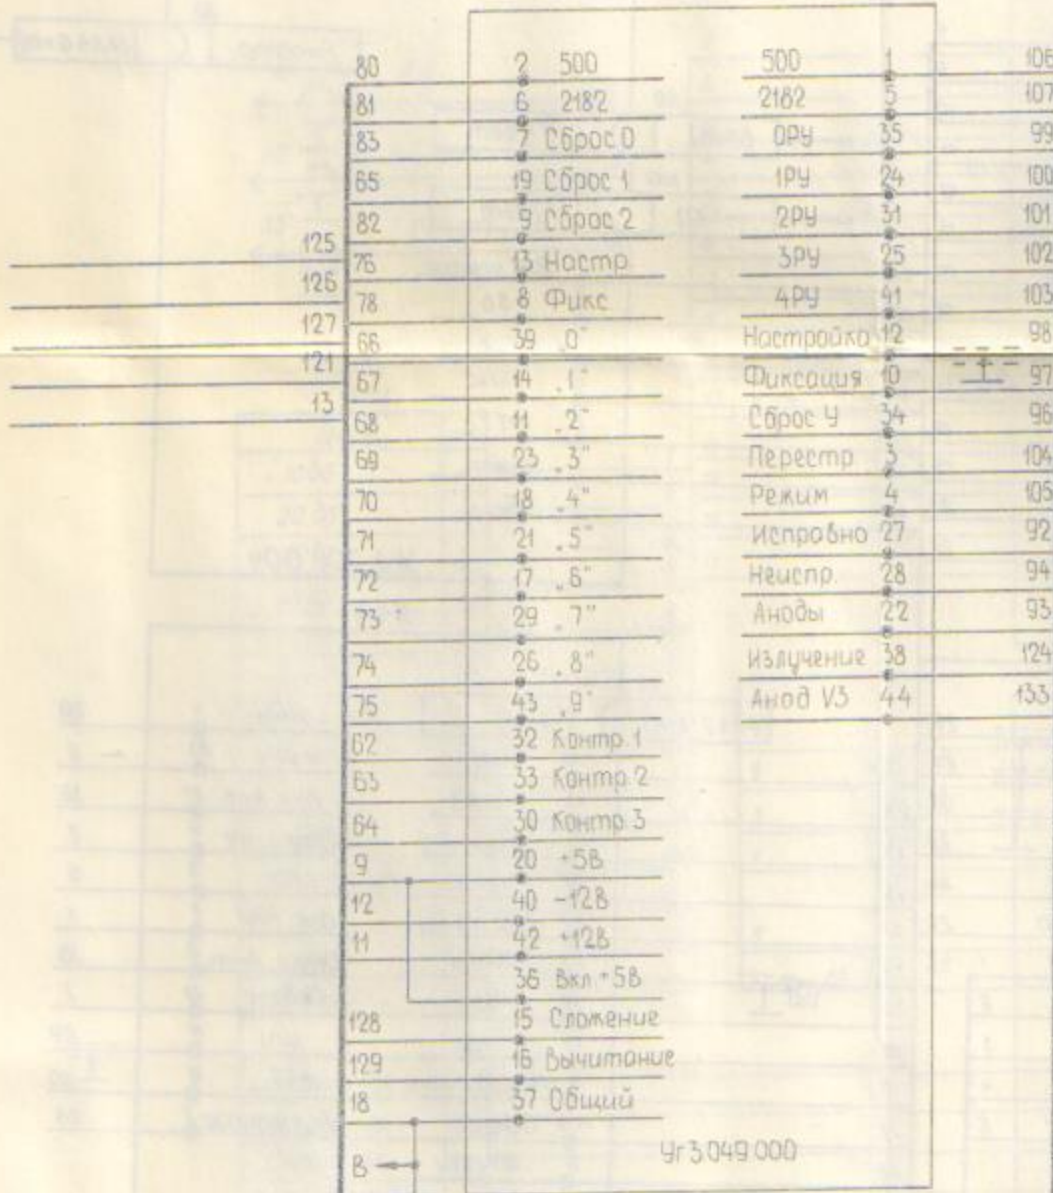 80 2 500 500 1 106
81 6 2182 2182 5 107
83 7 Сброс 0 0РУ 35 99
65 19 Сброс 1 1РУ 24 100
82 9 Сброс 2 2РУ 31 101
125 76 13 Настр. 3РУ 25 102
126 78 8 Фикс 4РУ 41 103
127 66 39 „0" Настройка 12 98
121 67 14 „1" Фиксация 10 97
13 68 11 „2" Сброс У 34 96
69 23 „3" Перестр 3 104
70 18 „4" Режим 4 105
71 21 „5" Исправно 27 92
72 17 „6" Неиспр. 28 94
73 29 „7" Аноды 22 93
74 26 „8" Излучение 38 124
75 43 „9" Анод V3 44 133
62 32 Контр. 1
63 33 Контр. 2
64 30 Контр. 3
9 20 +5В
12 40 -12В
11 42 +12В
36 Вкл +5В
128 15 Сложение
129 16 Вычитание
18 37 Общий
В
Уг3.049.000